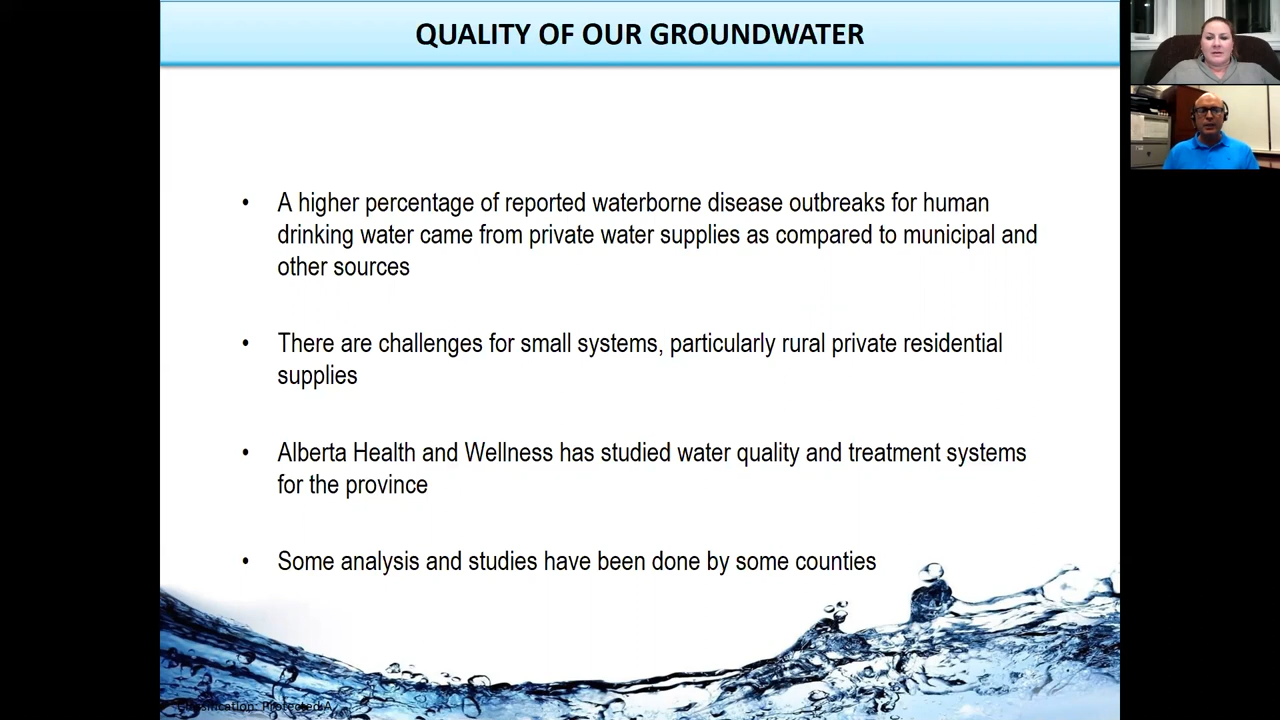 QUALITY OF OUR GROUNDWATER
• A higher percentage of reported waterborne disease outbreaks for human
drinking water came from private water supplies as compared to municipal and
other sources
• There are challenges for small systems, particularly rural private residential
supplies
• Alberta Health and Wellness has studied water quality and treatment systems
for the province
• Some analysis and studies have been done by some counties
Classification: Protected A